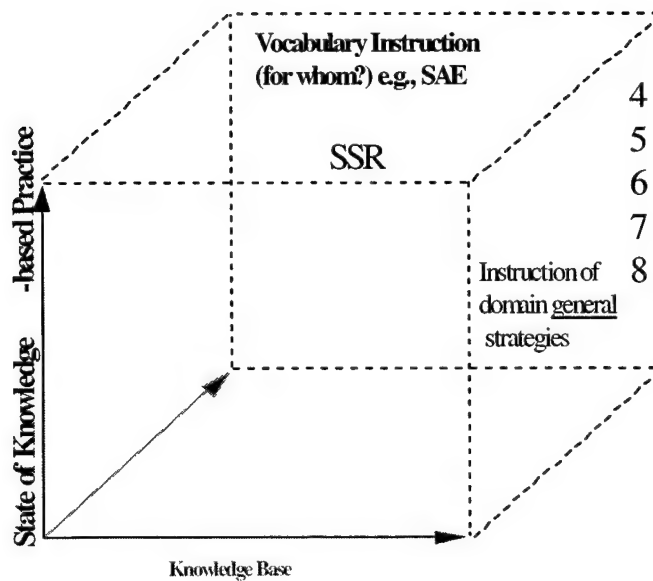 Vocabulary Instruction
(for whom?) e.g., SAE
SSR
4
5
6
7
8
Instruction of
domain general
strategies
State of Knowledge -based Practice
Knowledge Base